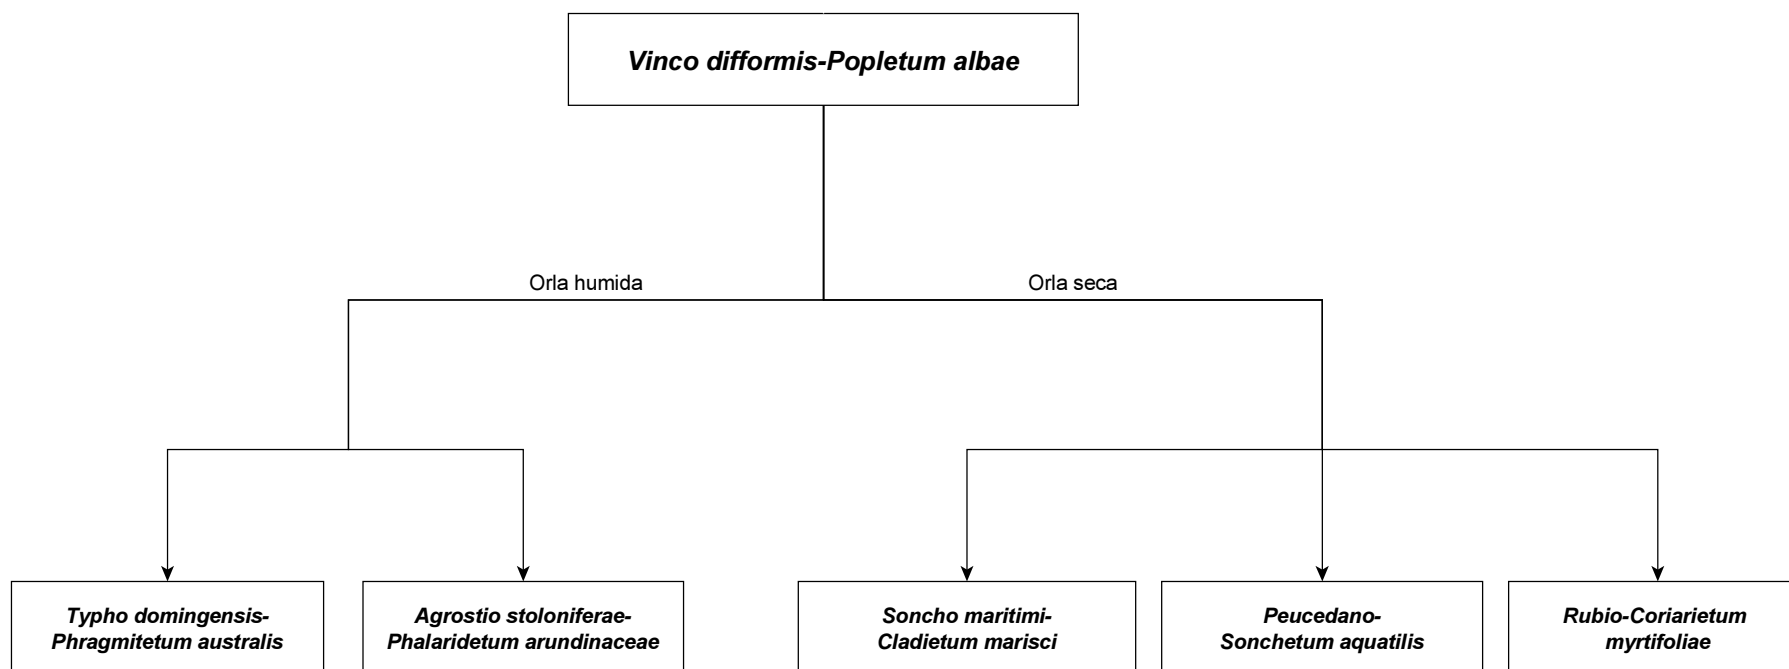 Vinco difformis-Popletum albae
Orla humida
Orla seca
Typho domingensis-
Phragmitetum australis
Agrostio stoloniferae-
Phalaridetum arundinaceae
Soncho maritimi-
Cladietum marisci
Peucedano-
Sonchetum aquatilis
Rubio-Coriarietum
myrtifoliae